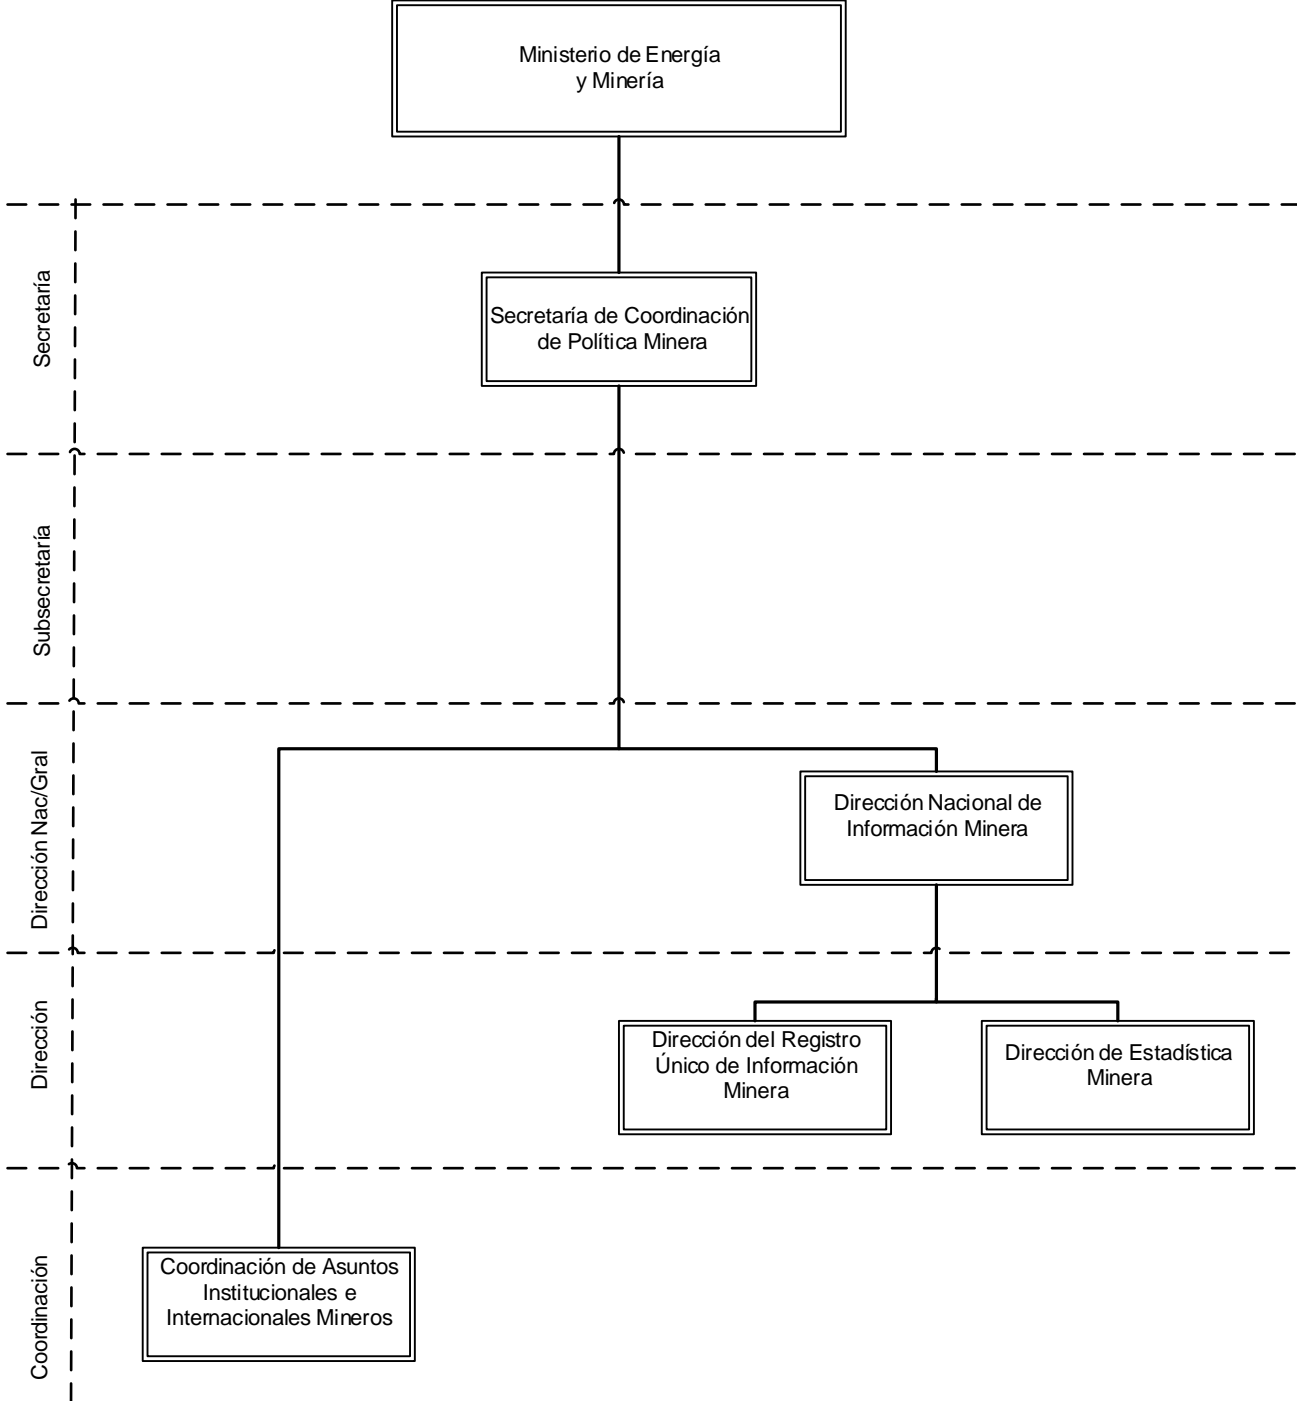 Ministerio de Energía
y Minería
Secretaría
Secretaría de Coordinación
de Política Minera
Subsecretaría
Dirección Nac/Gral
Dirección Nacional de
Información Minera
Dirección
Dirección del Registro
Único de Información
Minera
Dirección de Estadística
Minera
Coordinación
Coordinación de Asuntos
Institucionales e
Internacionales Mineros